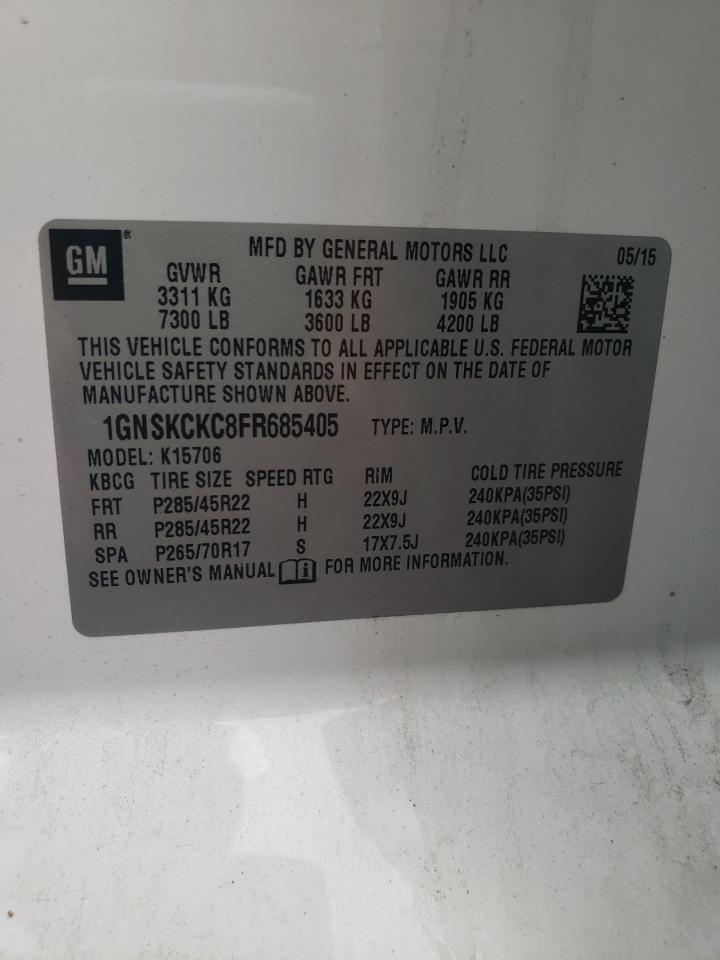 GM®
MFD BY GENERAL MOTORS LLC 05/15
GVWR GAWR FRT GAWR RR
3311 KG 1633 KG 1905 KG
7300 LB 3600 LB 4200 LB
THIS VEHICLE CONFORMS TO ALL APPLICABLE U.S. FEDERAL MOTOR
VEHICLE SAFETY STANDARDS IN EFFECT ON THE DATE OF
MANUFACTURE SHOWN ABOVE.
1GNSKCKC8FR685405 TYPE: M.P.V.
MODEL: K15706
KBCG TIRE SIZE SPEED RTG RIM COLD TIRE PRESSURE
FRT P285/45R22 H 22X9J 240KPA(35PSI)
RR P285/45R22 H 22X9J 240KPA(35PSI)
SPA P265/70R17 S 17X7.5J 240KPA(35PSI)
SEE OWNER'S MANUAL i FOR MORE INFORMATION.